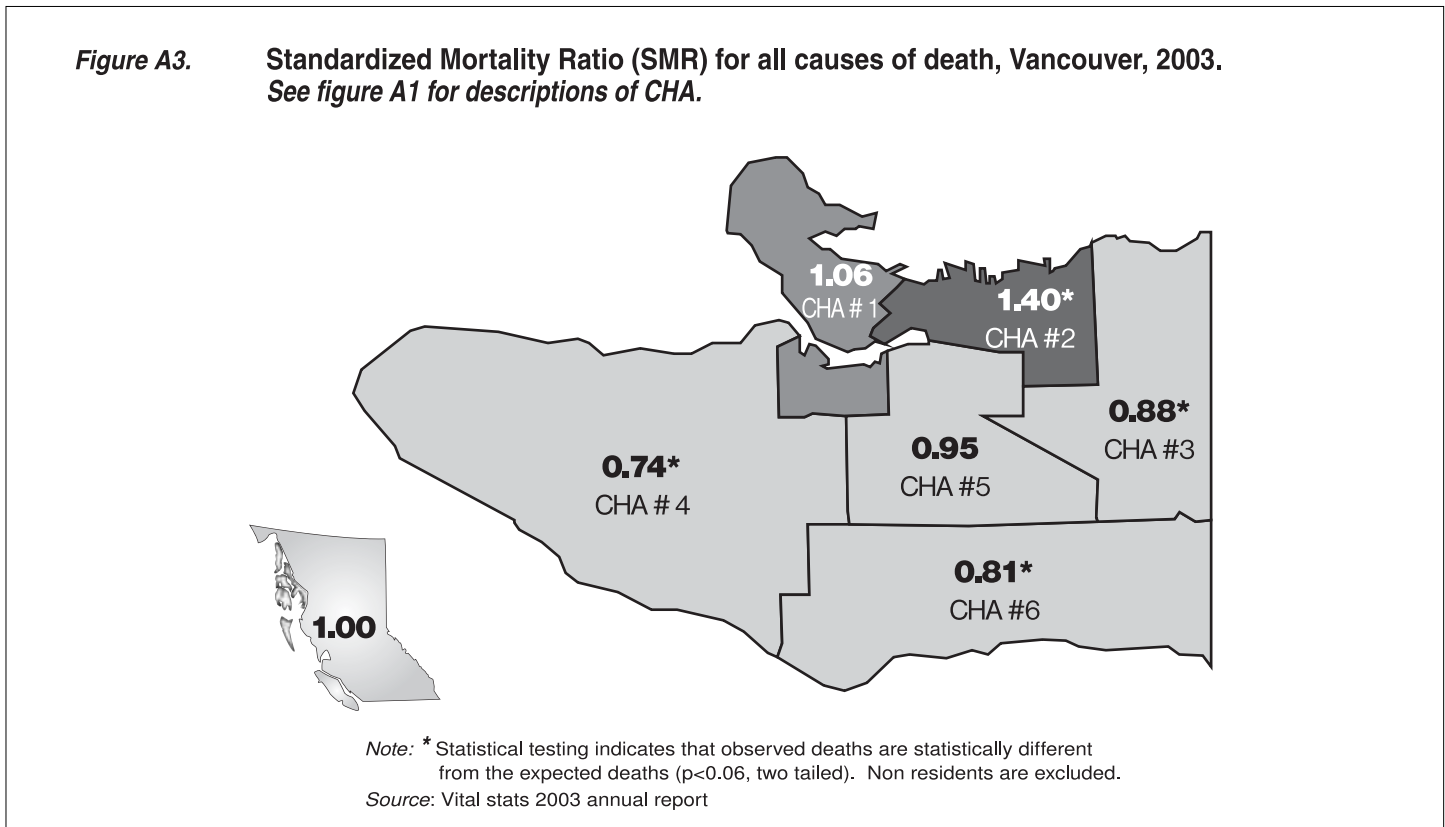 Figure A3. Standardized Mortality Ratio (SMR) for all causes of death, Vancouver, 2003.
See figure A1 for descriptions of CHA.
1.06
CHA # 1
1.40*
CHA #2
0.88*
CHA #3
0.95
CHA #5
0.74*
CHA # 4
0.81*
CHA #6
1.00
Note: * Statistical testing indicates that observed deaths are statistically different
from the expected deaths (p<0.06, two tailed). Non residents are excluded.
Source: Vital stats 2003 annual report